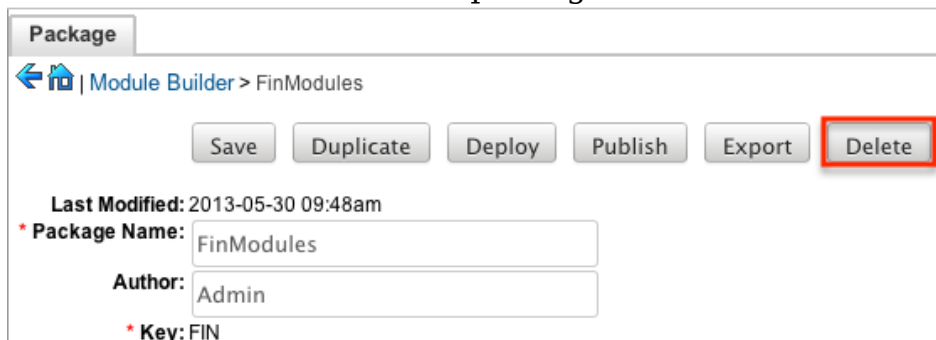 Package
| Module Builder > FinModules
Save Duplicate Deploy Publish Export Delete
Last Modified: 2013-05-30 09:48am
* Package Name: FinModules
Author: Admin
* Key: FIN